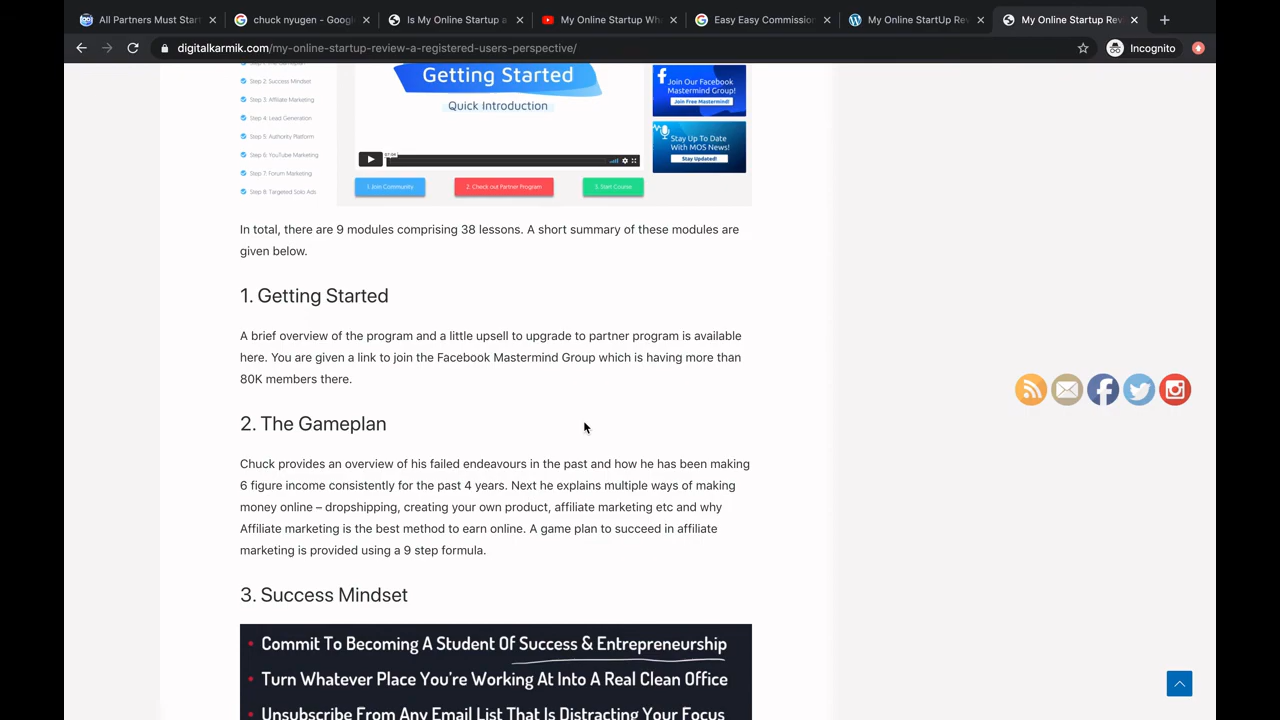 All Partners Must Start
chuck nyugen - Google
Is My Online Startup a
My Online Startup Wha
Easy Easy Commission
My Online StartUp Rev
My Online Startup Rev
digitalkarmik.com/my-online-startup-review-a-registered-users-perspective/
Incognito
Getting Started
Quick Introduction
Step 2: Success Mindset
Step 3: Affiliate Marketing
Step 4: Lead Generation
Step 5: Authority Platform
Step 6: YouTube Marketing
Step 7: Forum Marketing
Step 8: Targeted Solo Ads
Join Our Facebook
Mastermind Group!
Join Free Mastermind!
Stay Up To Date
With MOS News!
Stay Updated!
1. Join Community
2. Check out Partner Program
3. Start Course
In total, there are 9 modules comprising 38 lessons. A short summary of these modules are
given below.
1. Getting Started
A brief overview of the program and a little upsell to upgrade to partner program is available
here. You are given a link to join the Facebook Mastermind Group which is having more than
80K members there.
2. The Gameplan
Chuck provides an overview of his failed endeavours in the past and how he has been making
6 figure income consistently for the past 4 years. Next he explains multiple ways of making
money online – dropshipping, creating your own product, affiliate marketing etc and why
Affiliate marketing is the best method to earn online. A game plan to succeed in affiliate
marketing is provided using a 9 step formula.
3. Success Mindset
Commit To Becoming A Student Of Success & Entrepreneurship
Turn Whatever Place You're Working At Into A Real Clean Office
Unsubscribe From Any Email List That Is Distracting Your Focus